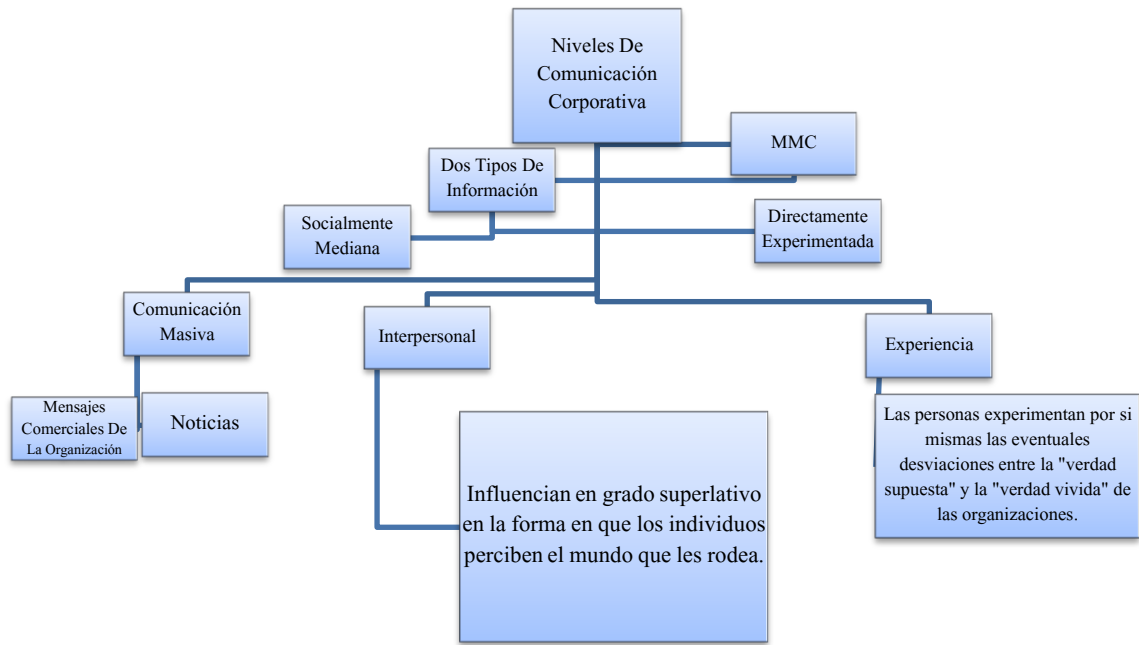 Niveles De
Comunicación
Corporativa
MMC
Dos Tipos De
Información
Socialmente
Mediana
Directamente
Experimentada
Comunicación
Masiva
Interpersonal
Experiencia
Mensajes
Comerciales De
La Organización
Noticias
Influencian en grado superlativo
en la forma en que los individuos
perciben el mundo que les rodea.
Las personas experimentan por si
mismas las eventuales
desviaciones entre la "verdad
supuesta" y la "verdad vivida" de
las organizaciones.